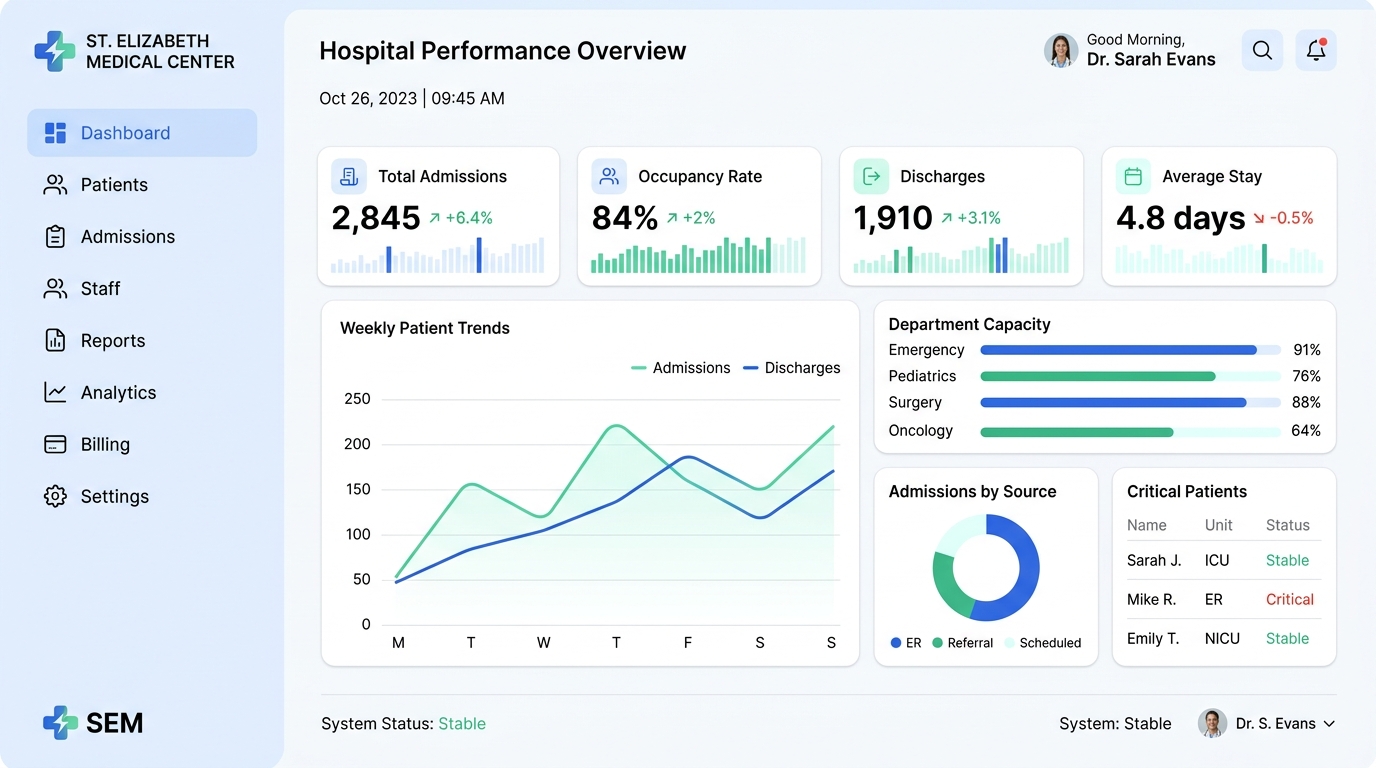 ST. ELIZABETH
MEDICAL CENTER
Dashboard
Patients
Admissions
Staff
Reports
Analytics
Billing
Settings
SEM
Hospital Performance Overview
Oct 26, 2023 | 09:45 AM
Good Morning,
Dr. Sarah Evans
Total Admissions
2,845 +6.4%
Occupancy Rate
84% +2%
Discharges
1,910 +3.1%
Average Stay
4.8 days -0.5%
Weekly Patient Trends
Admissions Discharges
250
200
150
100
50
0
M T W T F S S
Department Capacity
Emergency 91%
Pediatrics 76%
Surgery 88%
Oncology 64%
Admissions by Source
ER Referral Scheduled
Critical Patients
Name Unit Status
Sarah J. ICU Stable
Mike R. ER Critical
Emily T. NICU Stable
System Status: Stable
System: Stable
Dr. S. Evans